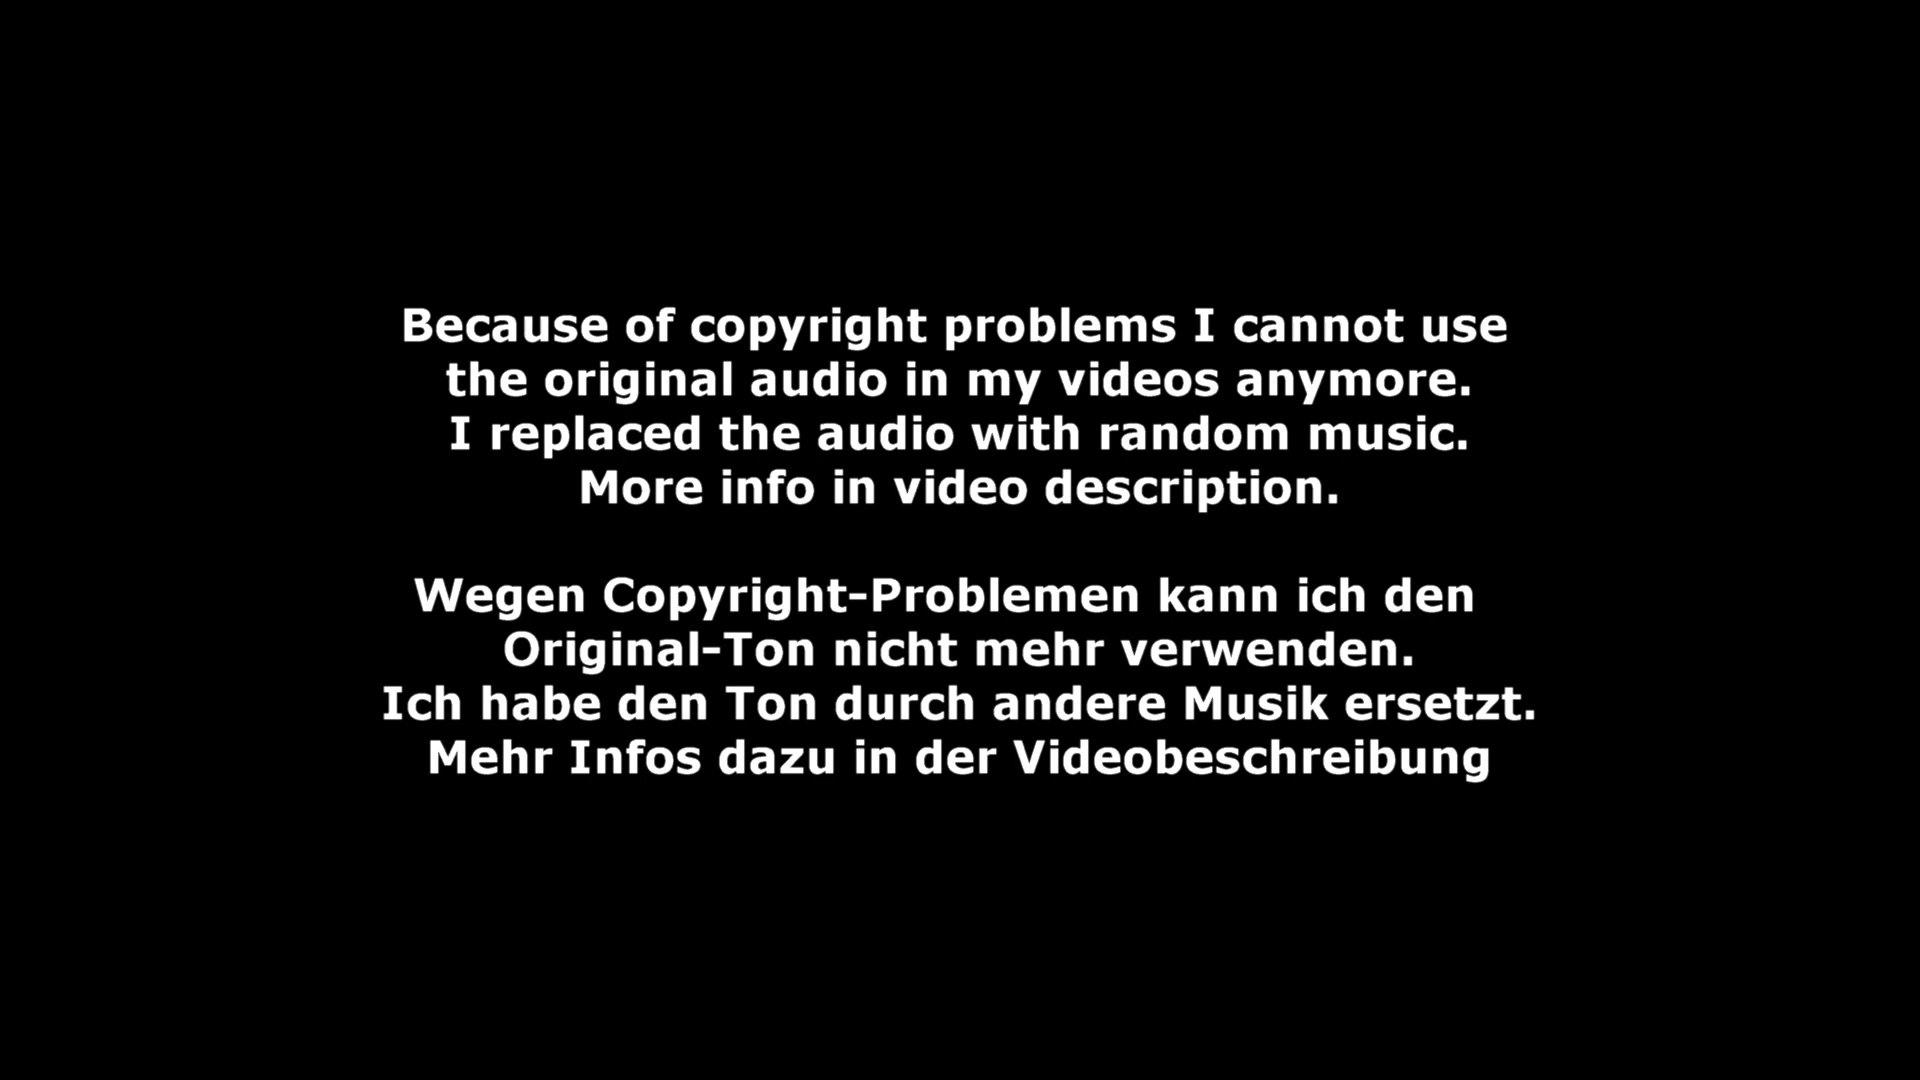 Because of copyright problems I cannot use
the original audio in my videos anymore.
I replaced the audio with random music.
More info in video description.
Wegen Copyright-Problemen kann ich den
Original-Ton nicht mehr verwenden.
Ich habe den Ton durch andere Musik ersetzt.
Mehr Infos dazu in der Videobeschreibung